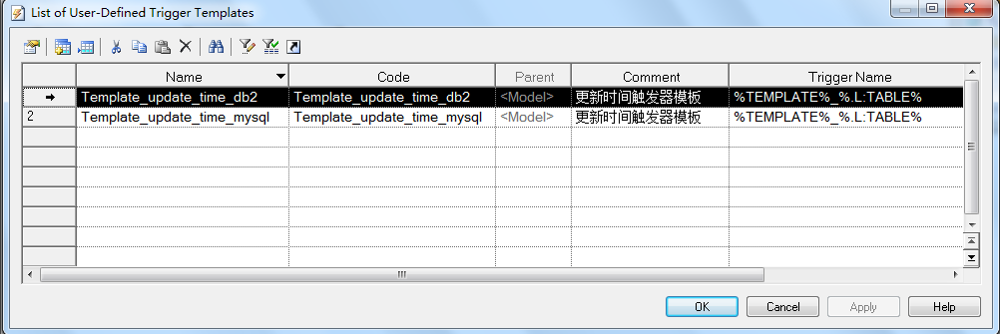 List of User-Defined Trigger Templates
Name Code Parent Comment Trigger Name
Template_update_time_db2 Template_update_time_db2 <Model> 更新时间触发器模板 %TEMPLATE%_%.L:TABLE%
2 Template_update_time_mysql Template_update_time_mysql <Model> 更新时间触发器模板 %TEMPLATE%_%.L:TABLE%
OK Cancel Apply Help